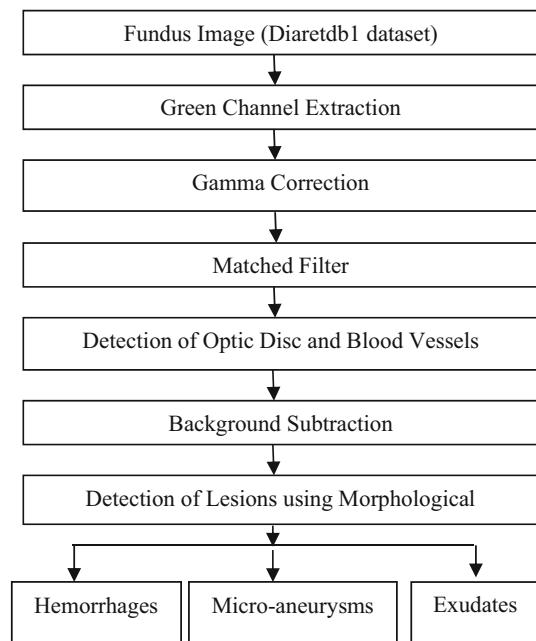 Fundus Image (Diaretdb1 dataset)
Green Channel Extraction
Gamma Correction
Matched Filter
Detection of Optic Disc and Blood Vessels
Background Subtraction
Detection of Lesions using Morphological
Hemorrhages
Micro-aneurysms
Exudates